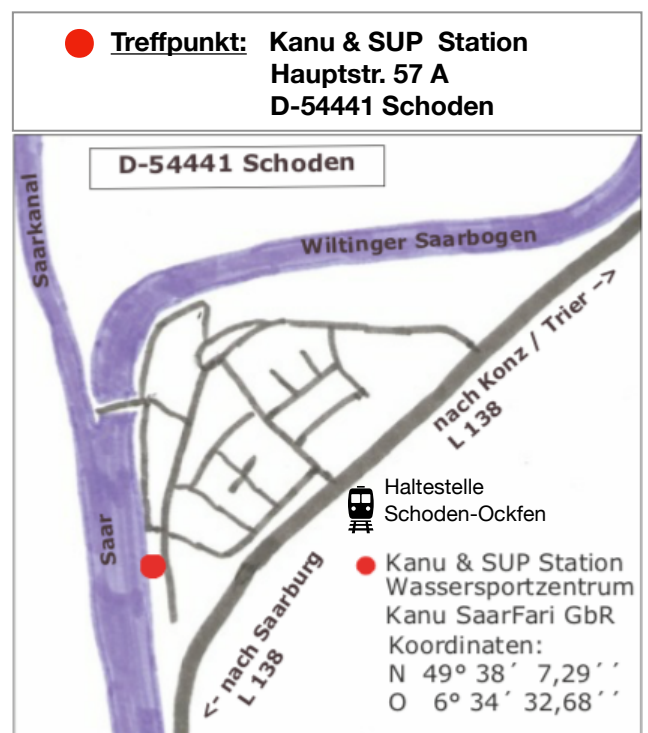 Treffpunkt: Kanu & SUP Station
Hauptstr. 57 A
D-54441 Schoden
D-54441 Schoden
Saarkanal
Wiltinger Saarbogen
nach Konz / Trier ->
L 138
Haltestelle
Schoden-Ockfen
Saar
<- nach Saarburg
L 138
Kanu & SUP Station
Wassersportzentrum
Kanu SaarFari GbR
Koordinaten:
N 49° 38´ 7,29´´
O 6° 34´ 32,68´´